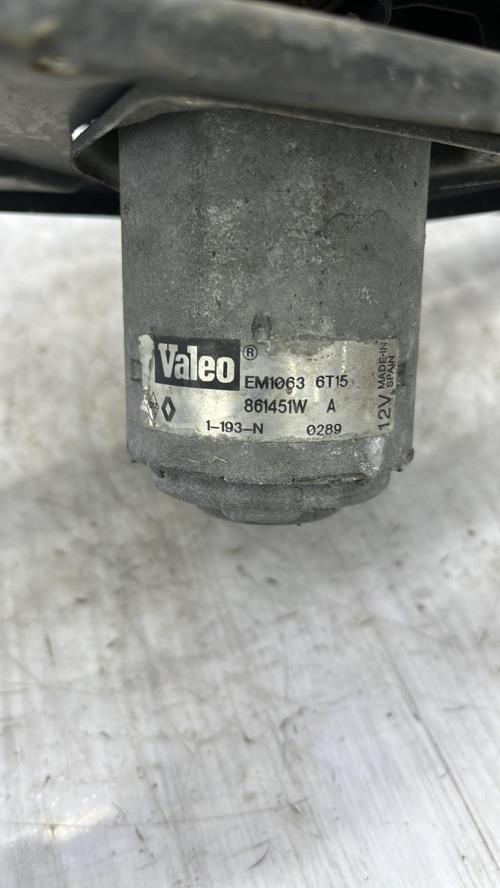 Valeo ®
EM1063 6T15
861451W A
1-193-N 0289
12V. MADE-IN SPAIN